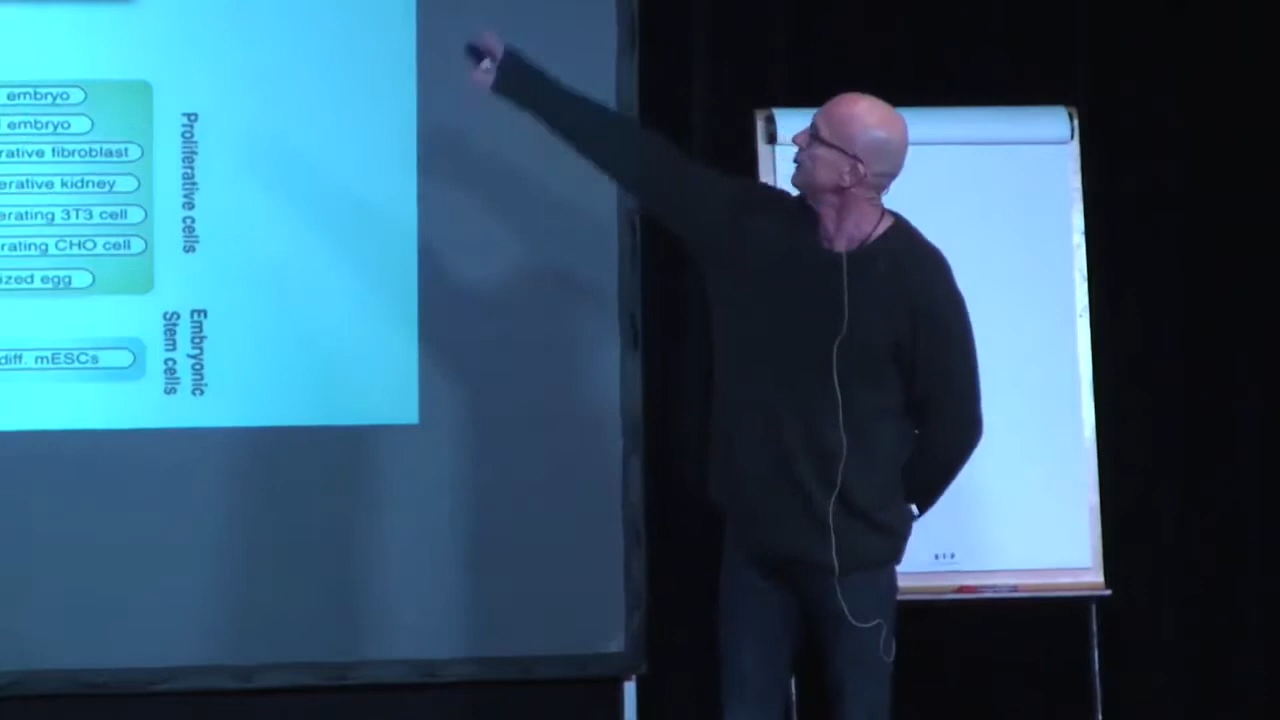 embryo
embryo
rative fibroblast
erative kidney
erating 3T3 cell
rating CHO cell
ized egg
Proliferative cells
diff. mESCs
Embryonic
Stem cells